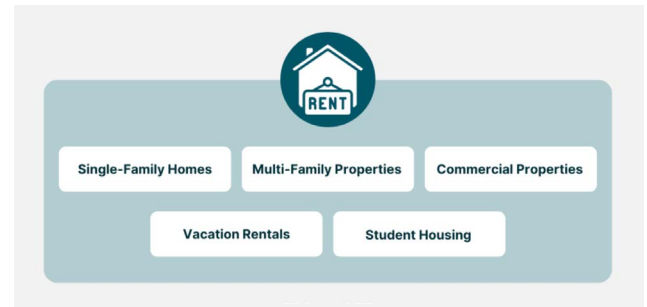 RENT
Single-Family Homes
Multi-Family Properties
Commercial Properties
Vacation Rentals
Student Housing